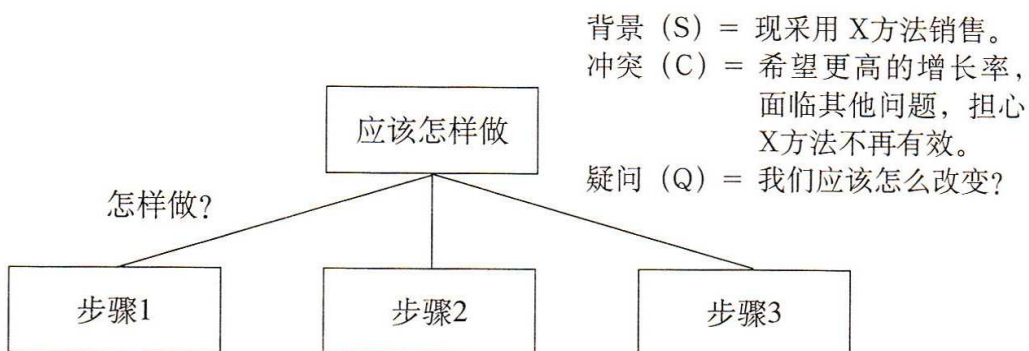 背景（S）＝ 现采用 X方法销售。
冲突（C）＝ 希望更高的增长率，
面临其他问题，担心
X方法不再有效。
疑问（Q）＝ 我们应该怎么改变？
应该怎样做
怎样做？
步骤1
步骤2
步骤3